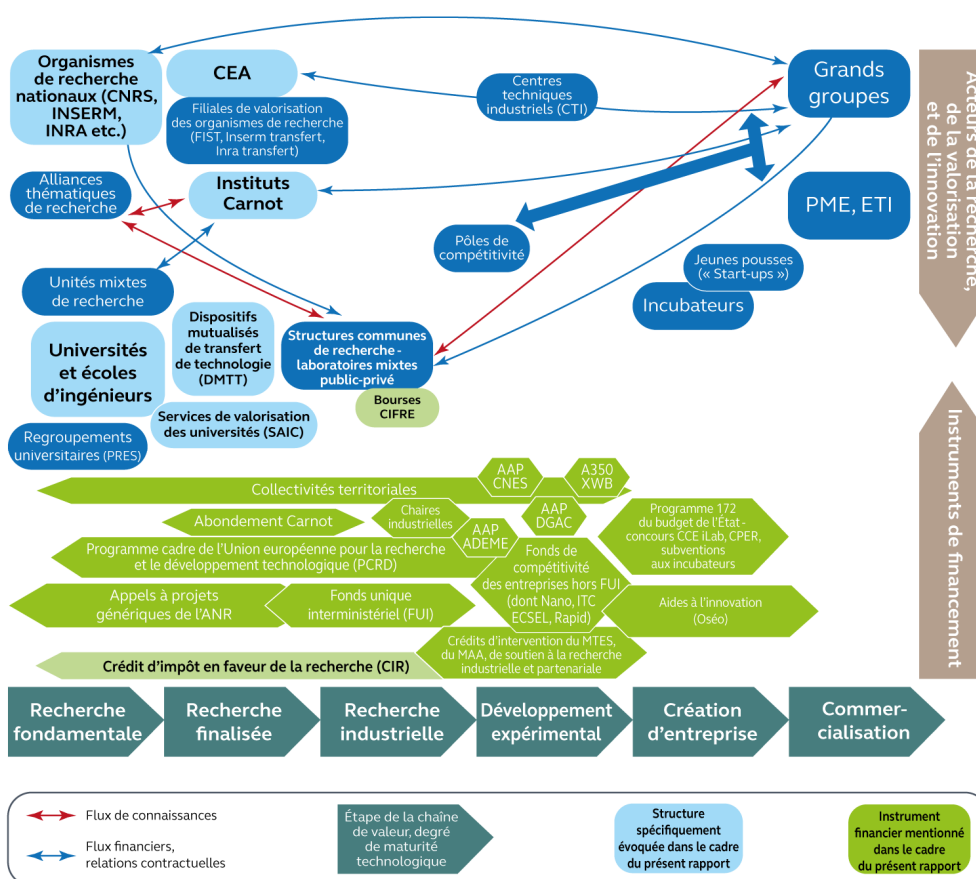 Organismes
de recherche
nationaux (CNRS,
INSERM,
INRA etc.)
CEA
Filiales de valorisation
des organismes de recherche
(FIST, Inserm transfert,
Inra transfert)
Centres
techniques
industriels (CTI)
Grands
groupes
Alliances
thématiques
de recherche
Instituts
Carnot
PME, ETI
Pôles de
compétitivité
Jeunes pousses
(« Start-ups »)
Incubateurs
Unités mixtes
de recherche
Universités
et écoles
d'ingénieurs
Dispositifs
mutualisés
de transfert
de technologie
(DMTT)
Structures communes
de recherche -
laboratoires mixtes
public-privé
Bourses
CIFRE
Services de valorisation
des universités (SAIC)
Regroupements
universitaires (PRES)
Acteurs de la recherche,
de la valorisation
et de l'innovation
Instruments de financement
Collectivités territoriales
AAP
CNES
A350
XWB
Abondement Carnot
Chaires
industrielles
AAP
ADEME
AAP
DGAC
Programme 172
du budget de l'État -
concours CCE iLab, CPER,
subventions
aux incubateurs
Programme cadre de l'Union européenne pour la recherche
et le développement technologique (PCRD)
Fonds de
compétitivité
des entreprises hors FUI
(dont Nano, ITC
ECSEL, Rapid)
Appels à projets
génériques de l'ANR
Fonds unique
interministériel (FUI)
Aides à l'innovation
(Oséo)
Crédits d'intervention du MTES,
du MAA, de soutien à la recherche
industrielle et partenariale
Crédit d'impôt en faveur de la recherche (CIR)
Recherche
fondamentale
Recherche
finalisée
Recherche
industrielle
Développement
expérimental
Création
d'entreprise
Commer-
cialisation
Flux de connaissances
Flux financiers,
relations contractuelles
Étape de la chaîne
de valeur, degré
de maturité
technologique
Structure
spécifiquement
évoquée dans le cadre
du présent rapport
Instrument
financier mentionné
dans le cadre
du présent rapport